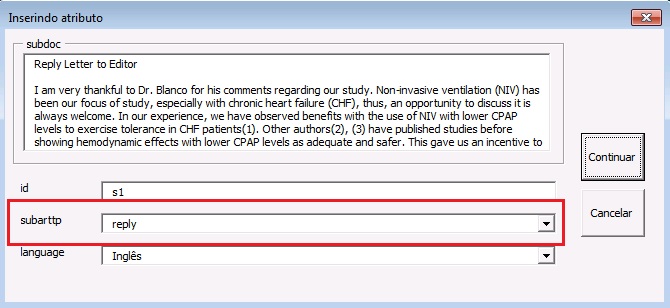 Inserindo atributo
subdoc
Reply Letter to Editor
I am very thankful to Dr. Blanco for his comments regarding our study. Non-invasive ventilation (NIV) has
been our focus of study, especially with chronic heart failure (CHF), thus, an opportunity to discuss it is
always welcome. In our experience, we have observed benefits with the use of NIV with lower CPAP
levels to exercise tolerance in CHF patients(1). Other authors(2), (3) have published studies before
showing hemodynamic effects with lower CPAP levels as adequate and safer. This gave us an incentive to
Continuar
id
s1
subarttp
reply
Cancelar
language
Inglês